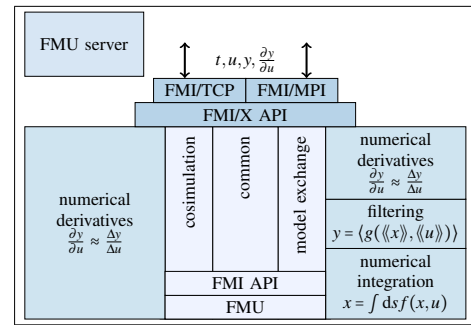 FMU server
t, u, y, ∂y/∂u
FMI/TCP
FMI/MPI
FMI/X API
numerical
derivatives
∂y/∂u ≈ Δy/Δu
cosimulation
common
model exchange
numerical
derivatives
∂y/∂u ≈ Δy/Δu
filtering
y = ⟨g(⟪x⟫, ⟪u⟫)⟩
numerical
integration
x = ∫ ds f(x, u)
FMI API
FMU